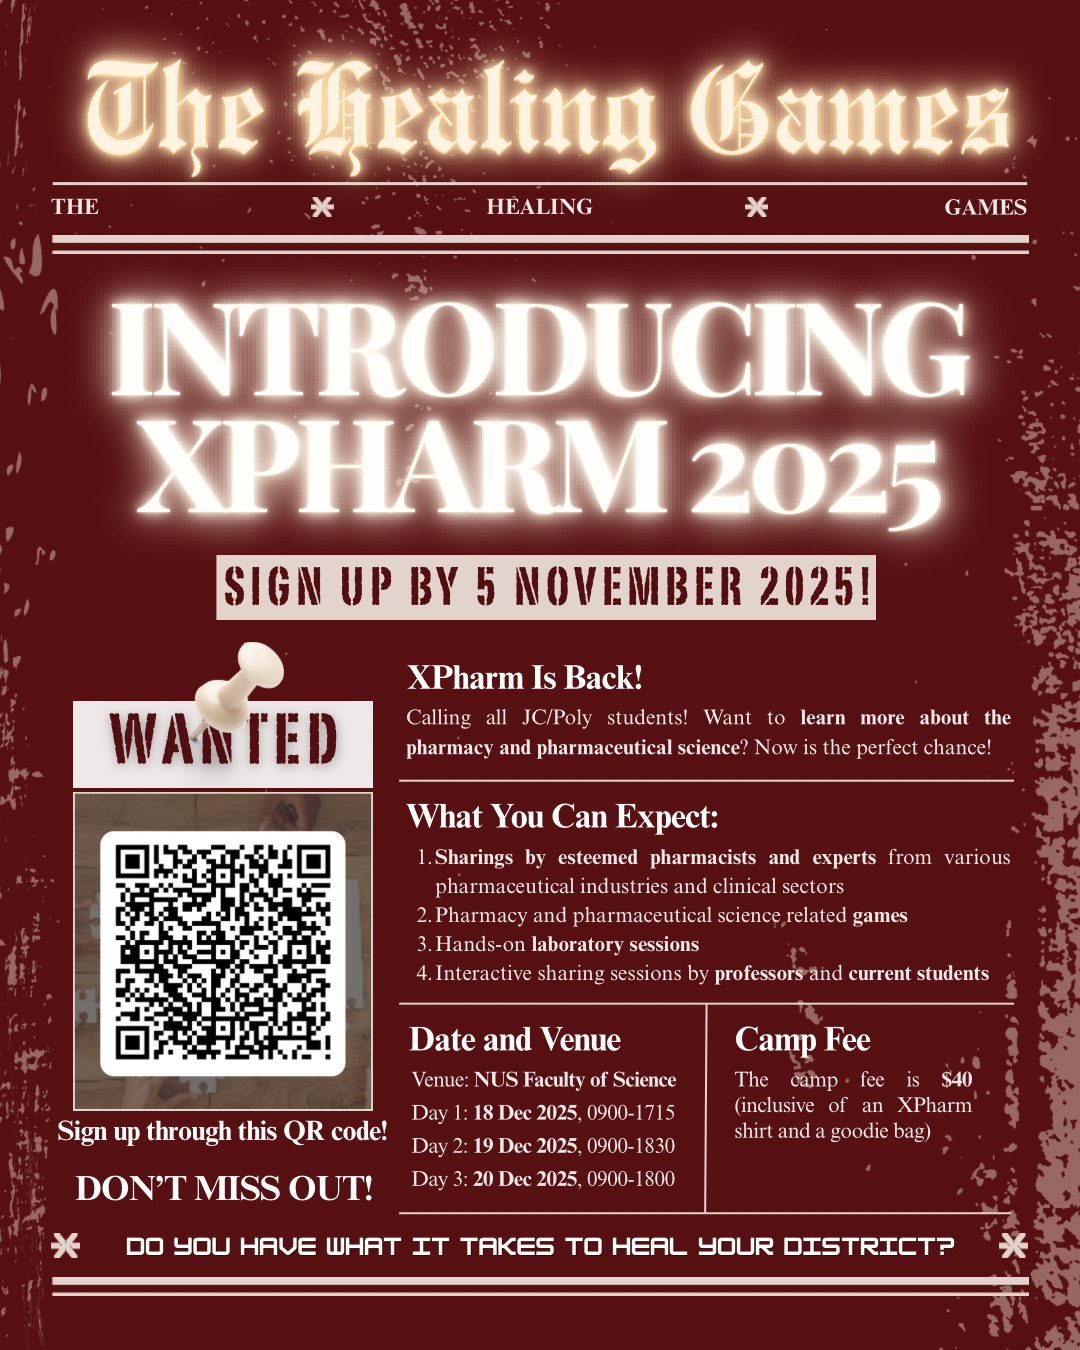 The Healing Games
THE HEALING GAMES
INTRODUCING
XPHARM 2025
SIGN UP BY 5 NOVEMBER 2025!
WANTED
Sign up through this QR code!
DON'T MISS OUT!
XPharm Is Back!
Calling all JC/Poly students! Want to learn more about the
pharmacy and pharmaceutical science? Now is the perfect chance!
What You Can Expect:
1. Sharings by esteemed pharmacists and experts from various
pharmaceutical industries and clinical sectors
2. Pharmacy and pharmaceutical science related games
3. Hands-on laboratory sessions
4. Interactive sharing sessions by professors and current students
Date and Venue
Venue: NUS Faculty of Science
Day 1: 18 Dec 2025, 0900-1715
Day 2: 19 Dec 2025, 0900-1830
Day 3: 20 Dec 2025, 0900-1800
Camp Fee
The camp fee is $40
(inclusive of an XPharm
shirt and a goodie bag)
DO YOU HAVE WHAT IT TAKES TO HEAL YOUR DISTRICT?